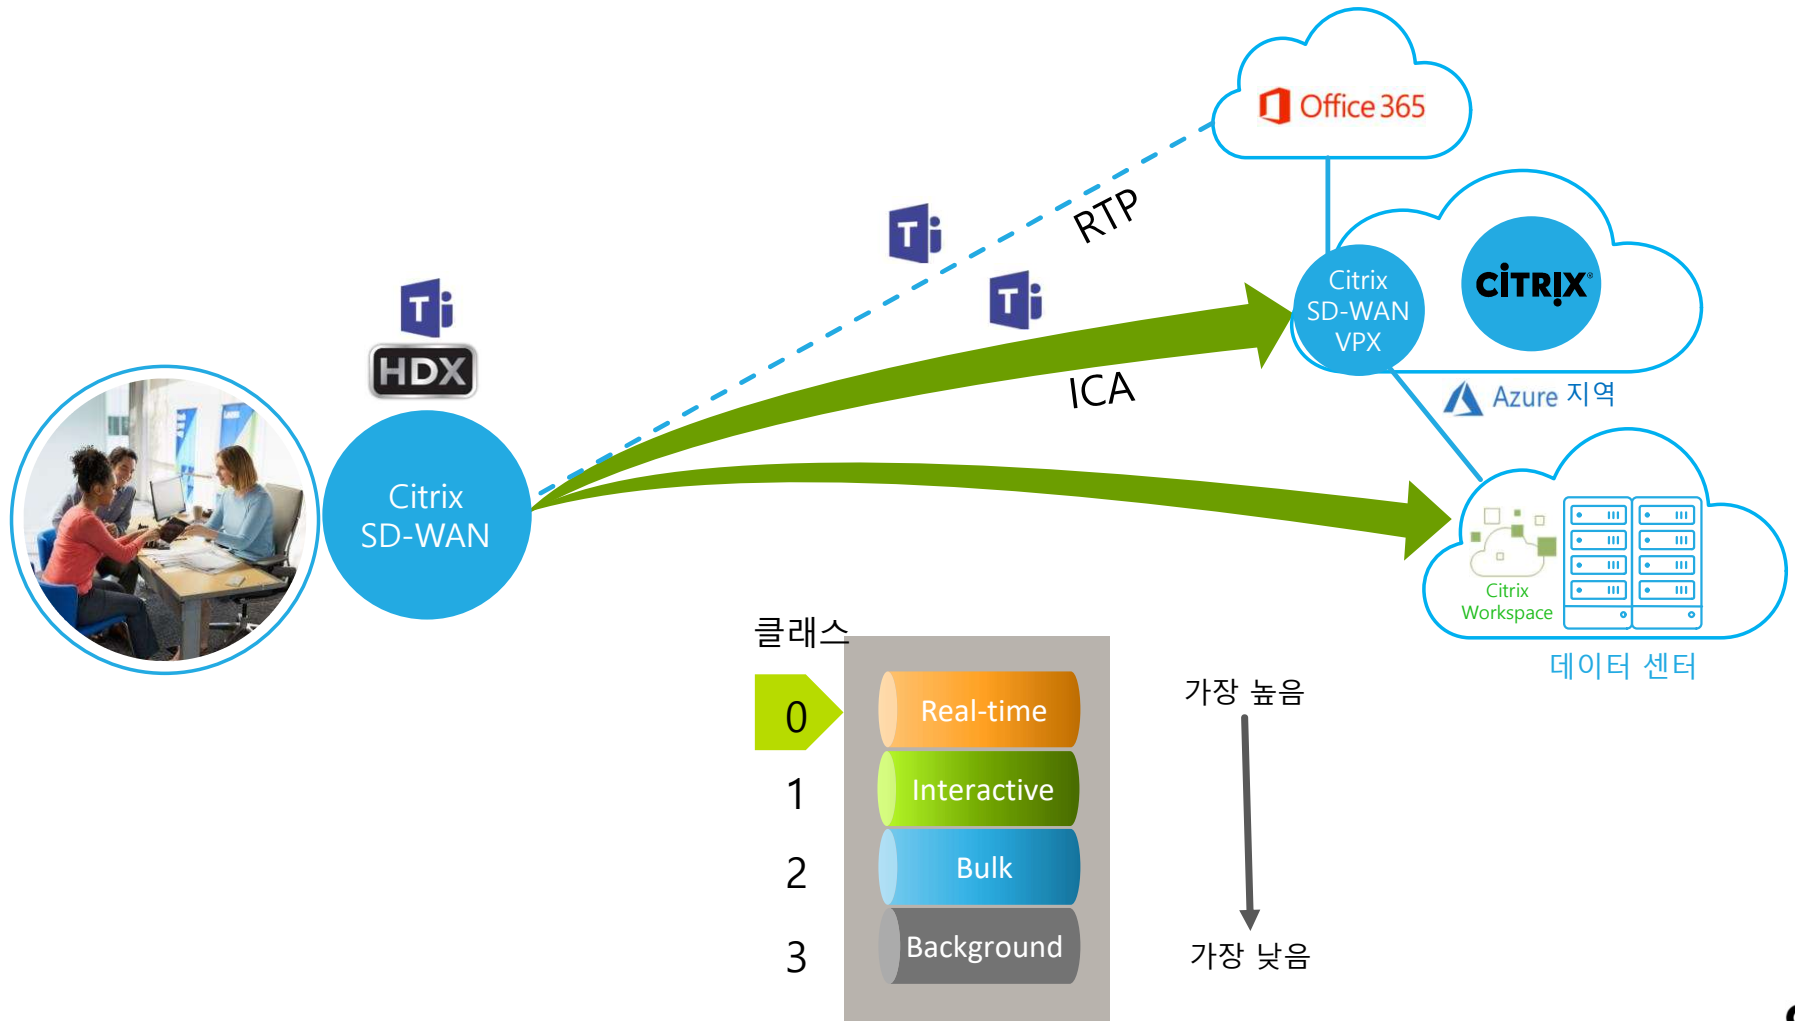 Office 365
RTP
Citrix
SD-WAN
VPX
CİTRIX
Azure 지역
HDX
ICA
Citrix
SD-WAN
Citrix
Workspace
데이터 센터
클래스
0
Real-time
가장 높음
1
Interactive
2
Bulk
3
Background
가장 낮음